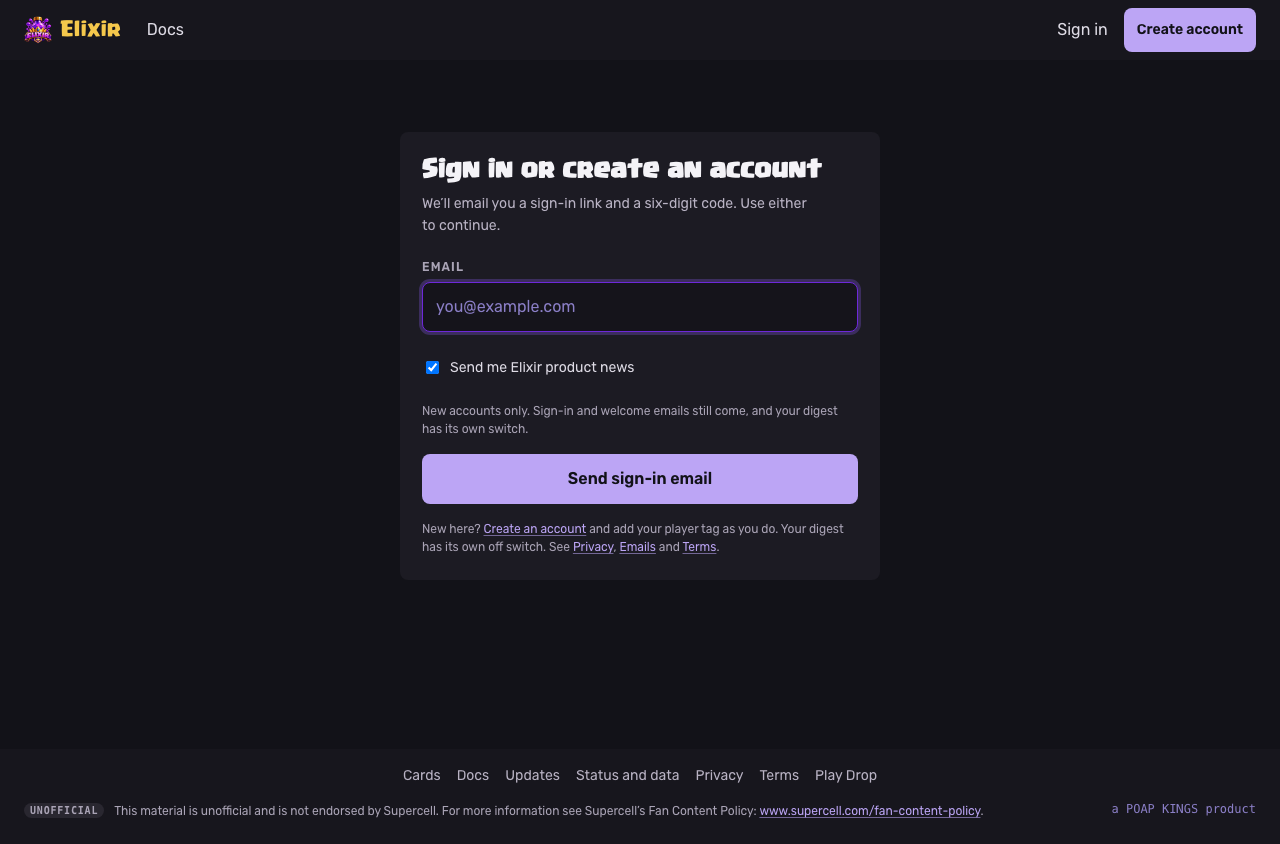 Elixir Docs Sign in Create account
Sign in or create an account
We'll email you a sign-in link and a six-digit code. Use either
to continue.
EMAIL
you@example.com
Send me Elixir product news
New accounts only. Sign-in and welcome emails still come, and your digest
has its own switch.
Send sign-in email
New here? Create an account and add your player tag as you do. Your digest
has its own off switch. See Privacy, Emails and Terms.
Cards Docs Updates Status and data Privacy Terms Play Drop
UNOFFICIAL This material is unofficial and is not endorsed by Supercell. For more information see Supercell's Fan Content Policy: www.supercell.com/fan-content-policy. a POAP KINGS product